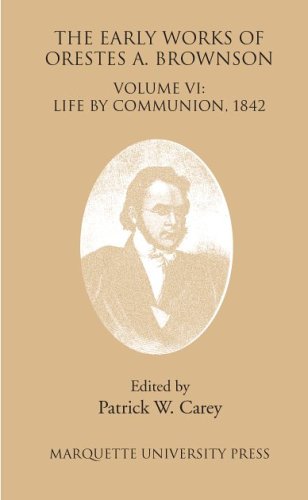 THE EARLY WORKS OF
ORESTES A. BROWNSON
VOLUME VI:
LIFE BY COMMUNION, 1842
Edited by
Patrick W. Carey
MARQUETTE UNIVERSITY PRESS